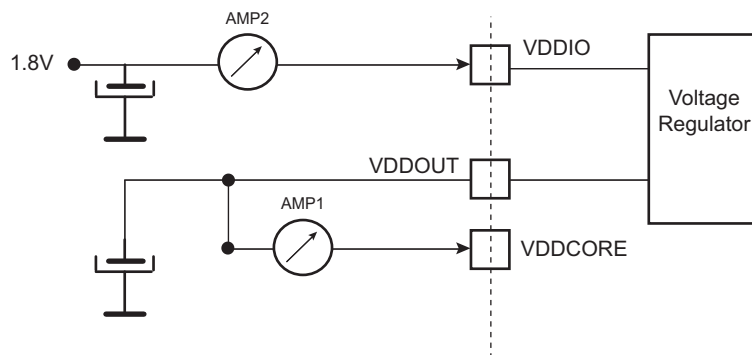 AMP2
1.8V
VDDIO
Voltage
Regulator
VDDOUT
AMP1
VDDCORE